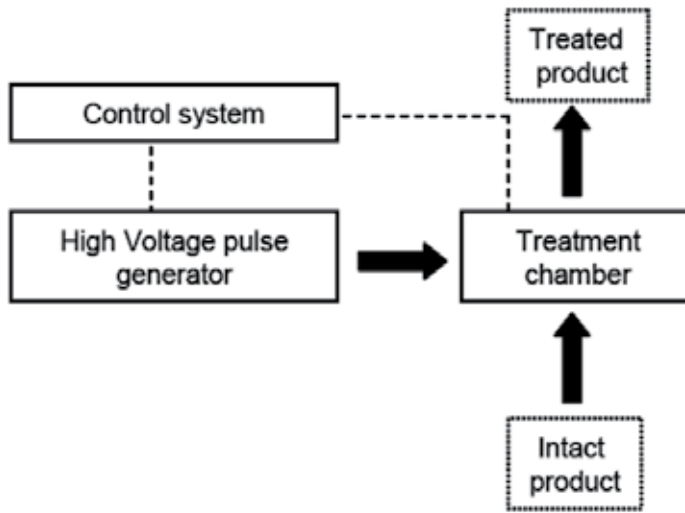 Treated
product
Control system
High Voltage pulse
generator
Treatment
chamber
Intact
product